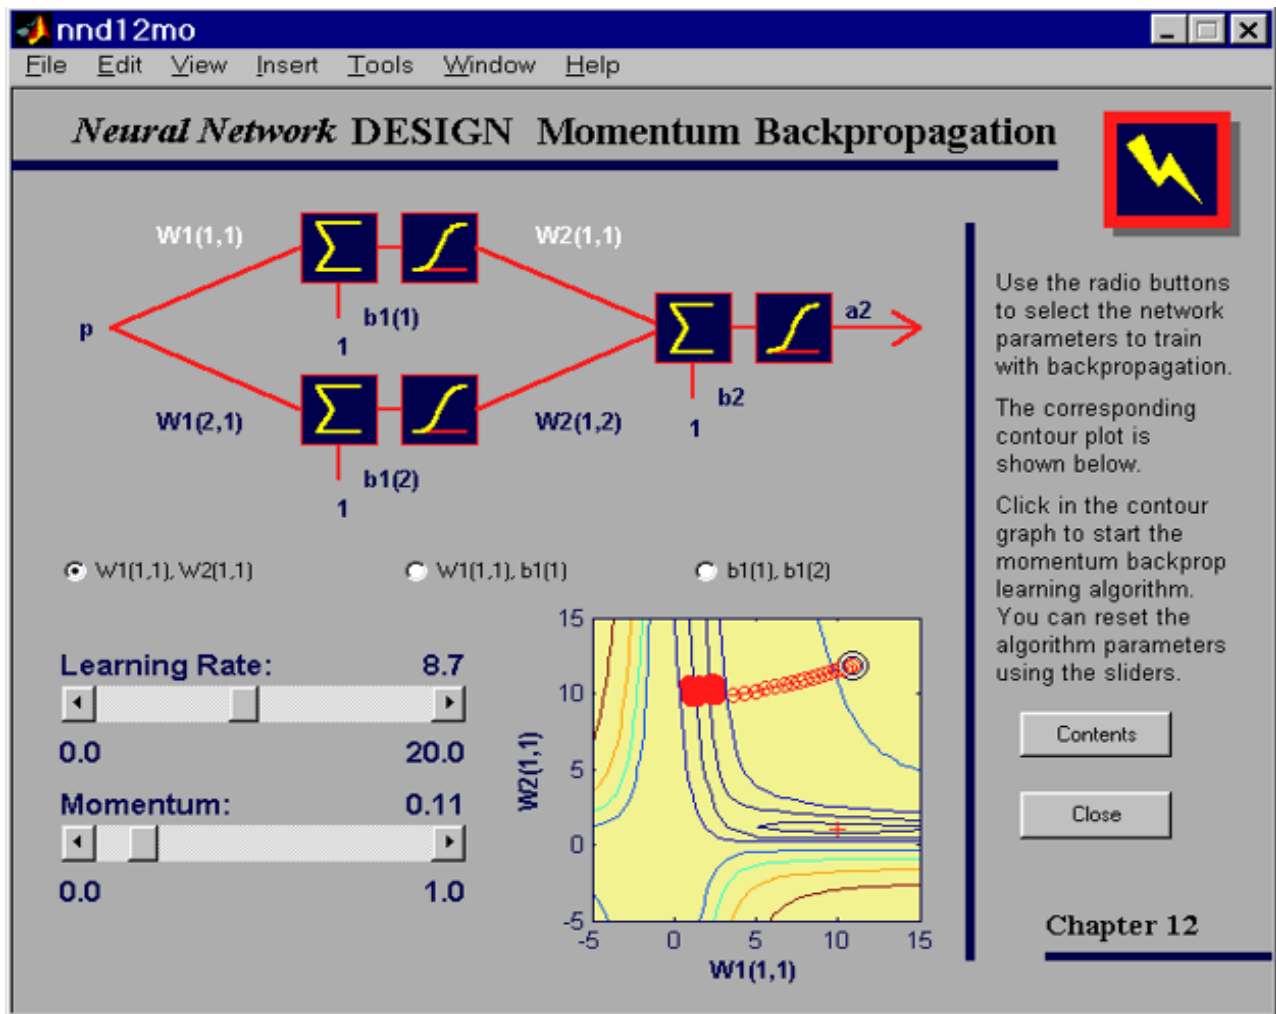 nnd12mo
File Edit View Insert Tools Window Help
Neural Network DESIGN Momentum Backpropagation
W1(1,1)
W2(1,1)
p
b1(1)
1
a2
b2
1
W1(2,1)
W2(1,2)
b1(2)
1
Use the radio buttons
to select the network
parameters to train
with backpropagation.
The corresponding
contour plot is
shown below.
Click in the contour
graph to start the
momentum backprop
learning algorithm.
You can reset the
algorithm parameters
using the sliders.
W1(1,1), W2(1,1)
W1(1,1), b1(1)
b1(1), b1(2)
Learning Rate: 8.7
0.0 20.0
Momentum: 0.11
0.0 1.0
15
10
5
0
-5
W2(1,1)
-5 0 5 10 15
W1(1,1)
Contents
Close
Chapter 12